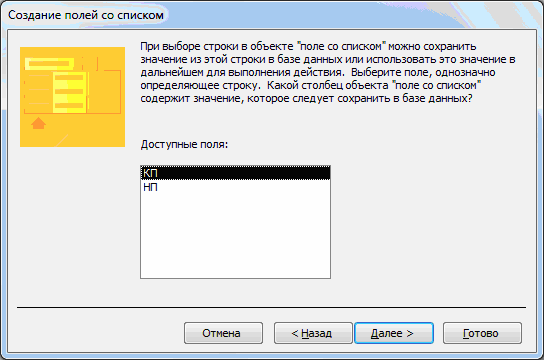 Создание полей со списком
При выборе строки в объекте "поле со списком" можно сохранить
значение из этой строки в базе данных или использовать это значение в
дальнейшем для выполнения действия. Выберите поле, однозначно
определяющее строку. Какой столбец объекта "поле со списком"
содержит значение, которое следует сохранить в базе данных?
Доступные поля:
КП
НП
Отмена
< Назад
Далее >
Готово